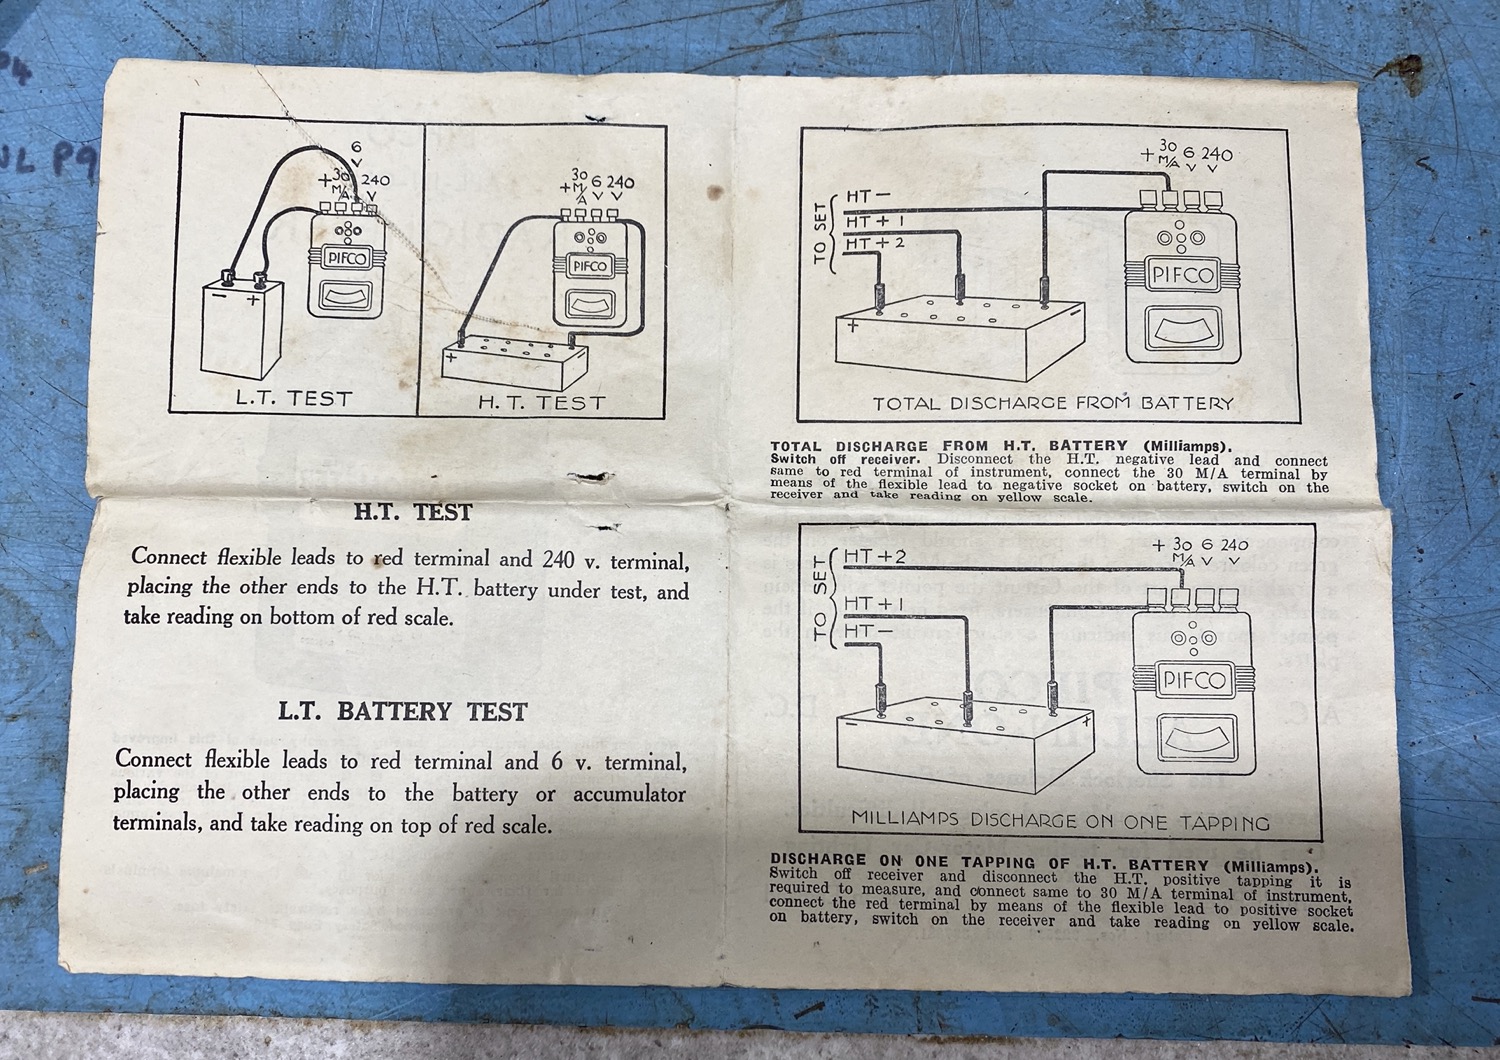 6
V
+ 30 240
M/A V
PIFCO
- +
L.T. TEST
30
+ M/A 6 240
V V
PIFCO
+ -
H.T. TEST
H.T. TEST
Connect flexible leads to red terminal and 240 v. terminal,
placing the other ends to the H.T. battery under test, and
take reading on bottom of red scale.
L.T. BATTERY TEST
Connect flexible leads to red terminal and 6 v. terminal,
placing the other ends to the battery or accumulator
terminals, and take reading on top of red scale.
+ 30 6 240
M/A V V
TO SET
HT -
HT + 1
HT + 2
PIFCO
+ -
TOTAL DISCHARGE FROM BATTERY
TOTAL DISCHARGE FROM H.T. BATTERY (Milliamps).
Switch off receiver. Disconnect the H.T. negative lead and connect
same to red terminal of instrument, connect the 30 M/A terminal by
means of the flexible lead to negative socket on battery, switch on the
receiver and take reading on yellow scale.
+ 30 6 240
M/A V V
TO SET
HT +2
HT +1
HT -
PIFCO
- +
MILLIAMPS DISCHARGE ON ONE TAPPING
DISCHARGE ON ONE TAPPING OF H.T. BATTERY (Milliamps).
Switch off receiver and disconnect the H.T. positive tapping it is
required to measure, and connect same to 30 M/A terminal of instrument,
connect the red terminal by means of the flexible lead to positive socket
on battery, switch on the receiver and take reading on yellow scale.